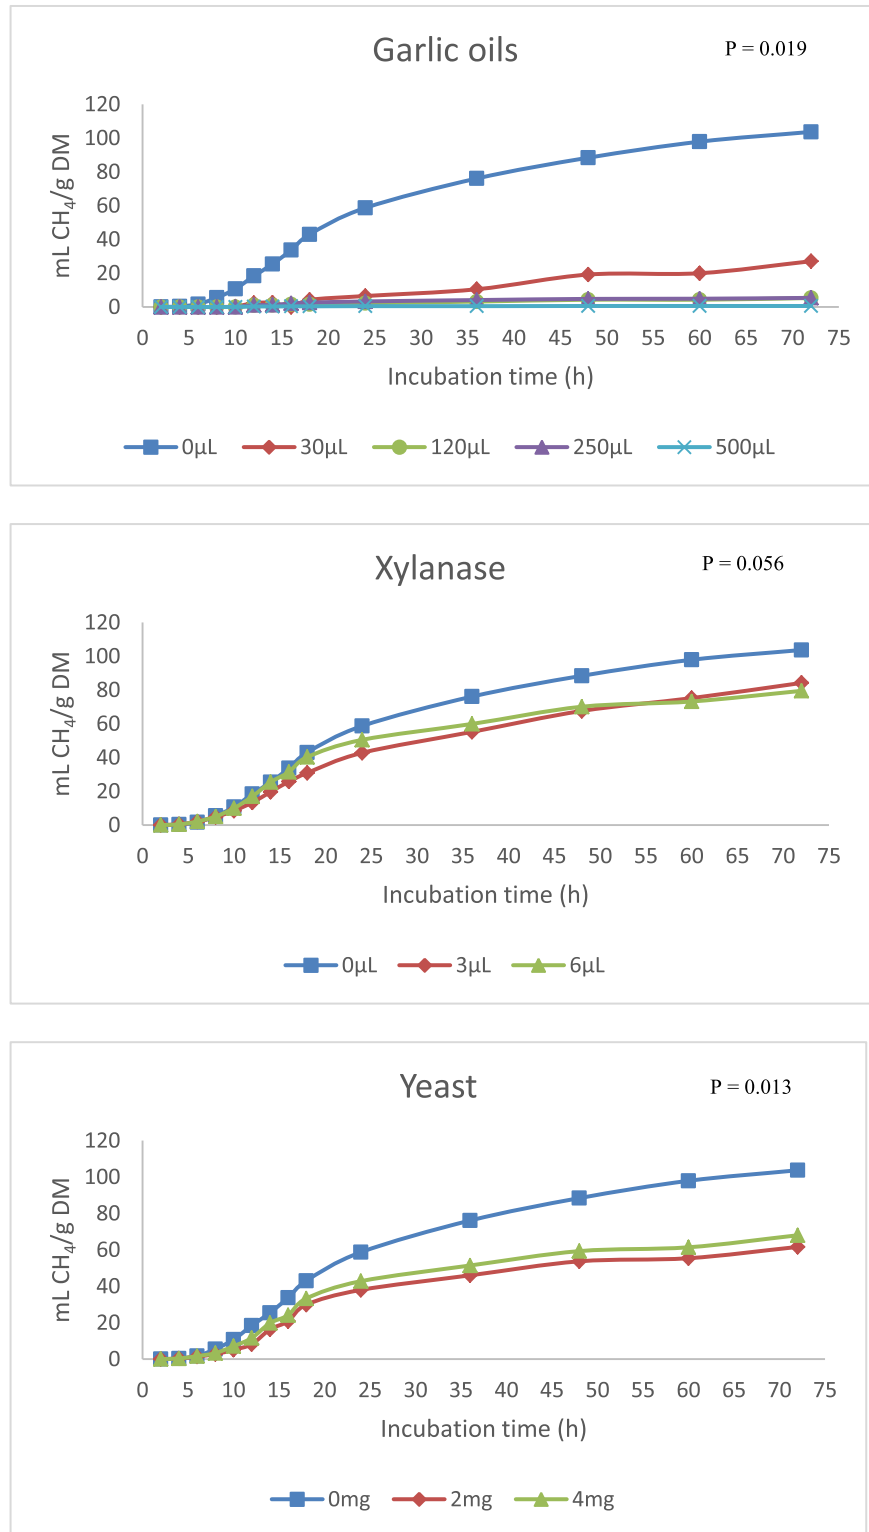 Garlic oils
P = 0.019
mL CH₄/g DM
120
100
80
60
40
20
0
0 5 10 15 20 25 30 35 40 45 50 55 60 65 70 75
Incubation time (h)
0µL 30µL 120µL 250µL 500µL
Xylanase
P = 0.056
mL CH₄/g DM
120
100
80
60
40
20
0
0 5 10 15 20 25 30 35 40 45 50 55 60 65 70 75
Incubation time (h)
0µL 3µL 6µL
Yeast
P = 0.013
mL CH₄/g DM
120
100
80
60
40
20
0
0 5 10 15 20 25 30 35 40 45 50 55 60 65 70 75
Incubation time (h)
0mg 2mg 4mg